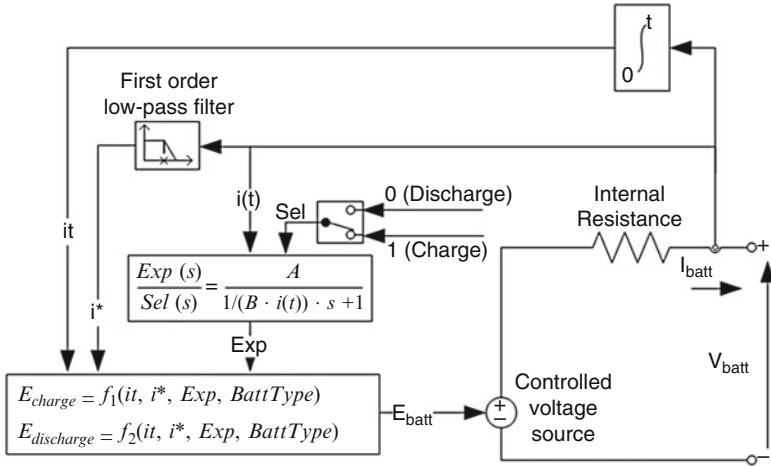 t
0
First order
low-pass filter
i(t)
Sel
0 (Discharge)
1 (Charge)
Internal
Resistance
+
I_batt
it
i*
Exp (s) / Sel (s) = A / 1/(B · i(t)) · s +1
Exp
V_batt
E_charge = f_1(it, i*, Exp, BattType)
E_discharge = f_2(it, i*, Exp, BattType)
E_batt
+
−
Controlled
voltage
source
−